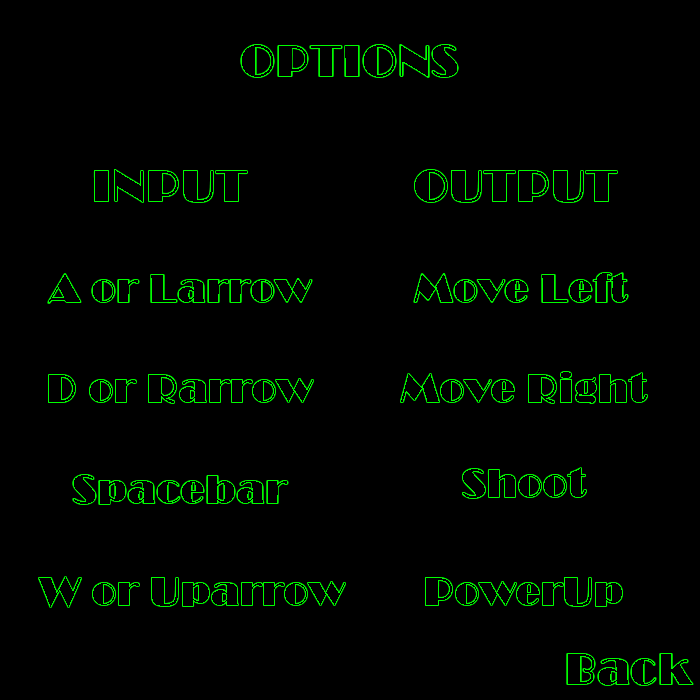 OPTIONS
INPUT OUTPUT
A or Larrow Move Left
D or Rarrow Move Right
Spacebar Shoot
W or Uparrow PowerUp
Back